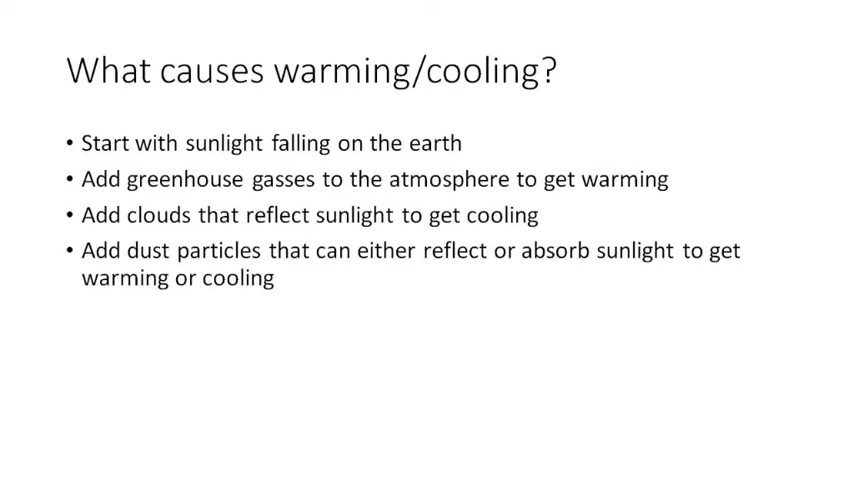 What causes warming/cooling?
• Start with sunlight falling on the earth
• Add greenhouse gasses to the atmosphere to get warming
• Add clouds that reflect sunlight to get cooling
• Add dust particles that can either reflect or absorb sunlight to get
warming or cooling